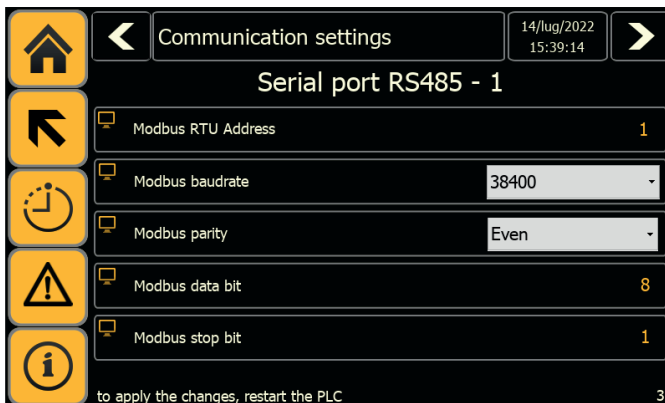 Communication settings
14/lug/2022
15:39:14
Serial port RS485 - 1
Modbus RTU Address 1
Modbus baudrate 38400
Modbus parity Even
Modbus data bit 8
Modbus stop bit 1
to apply the changes, restart the PLC 3